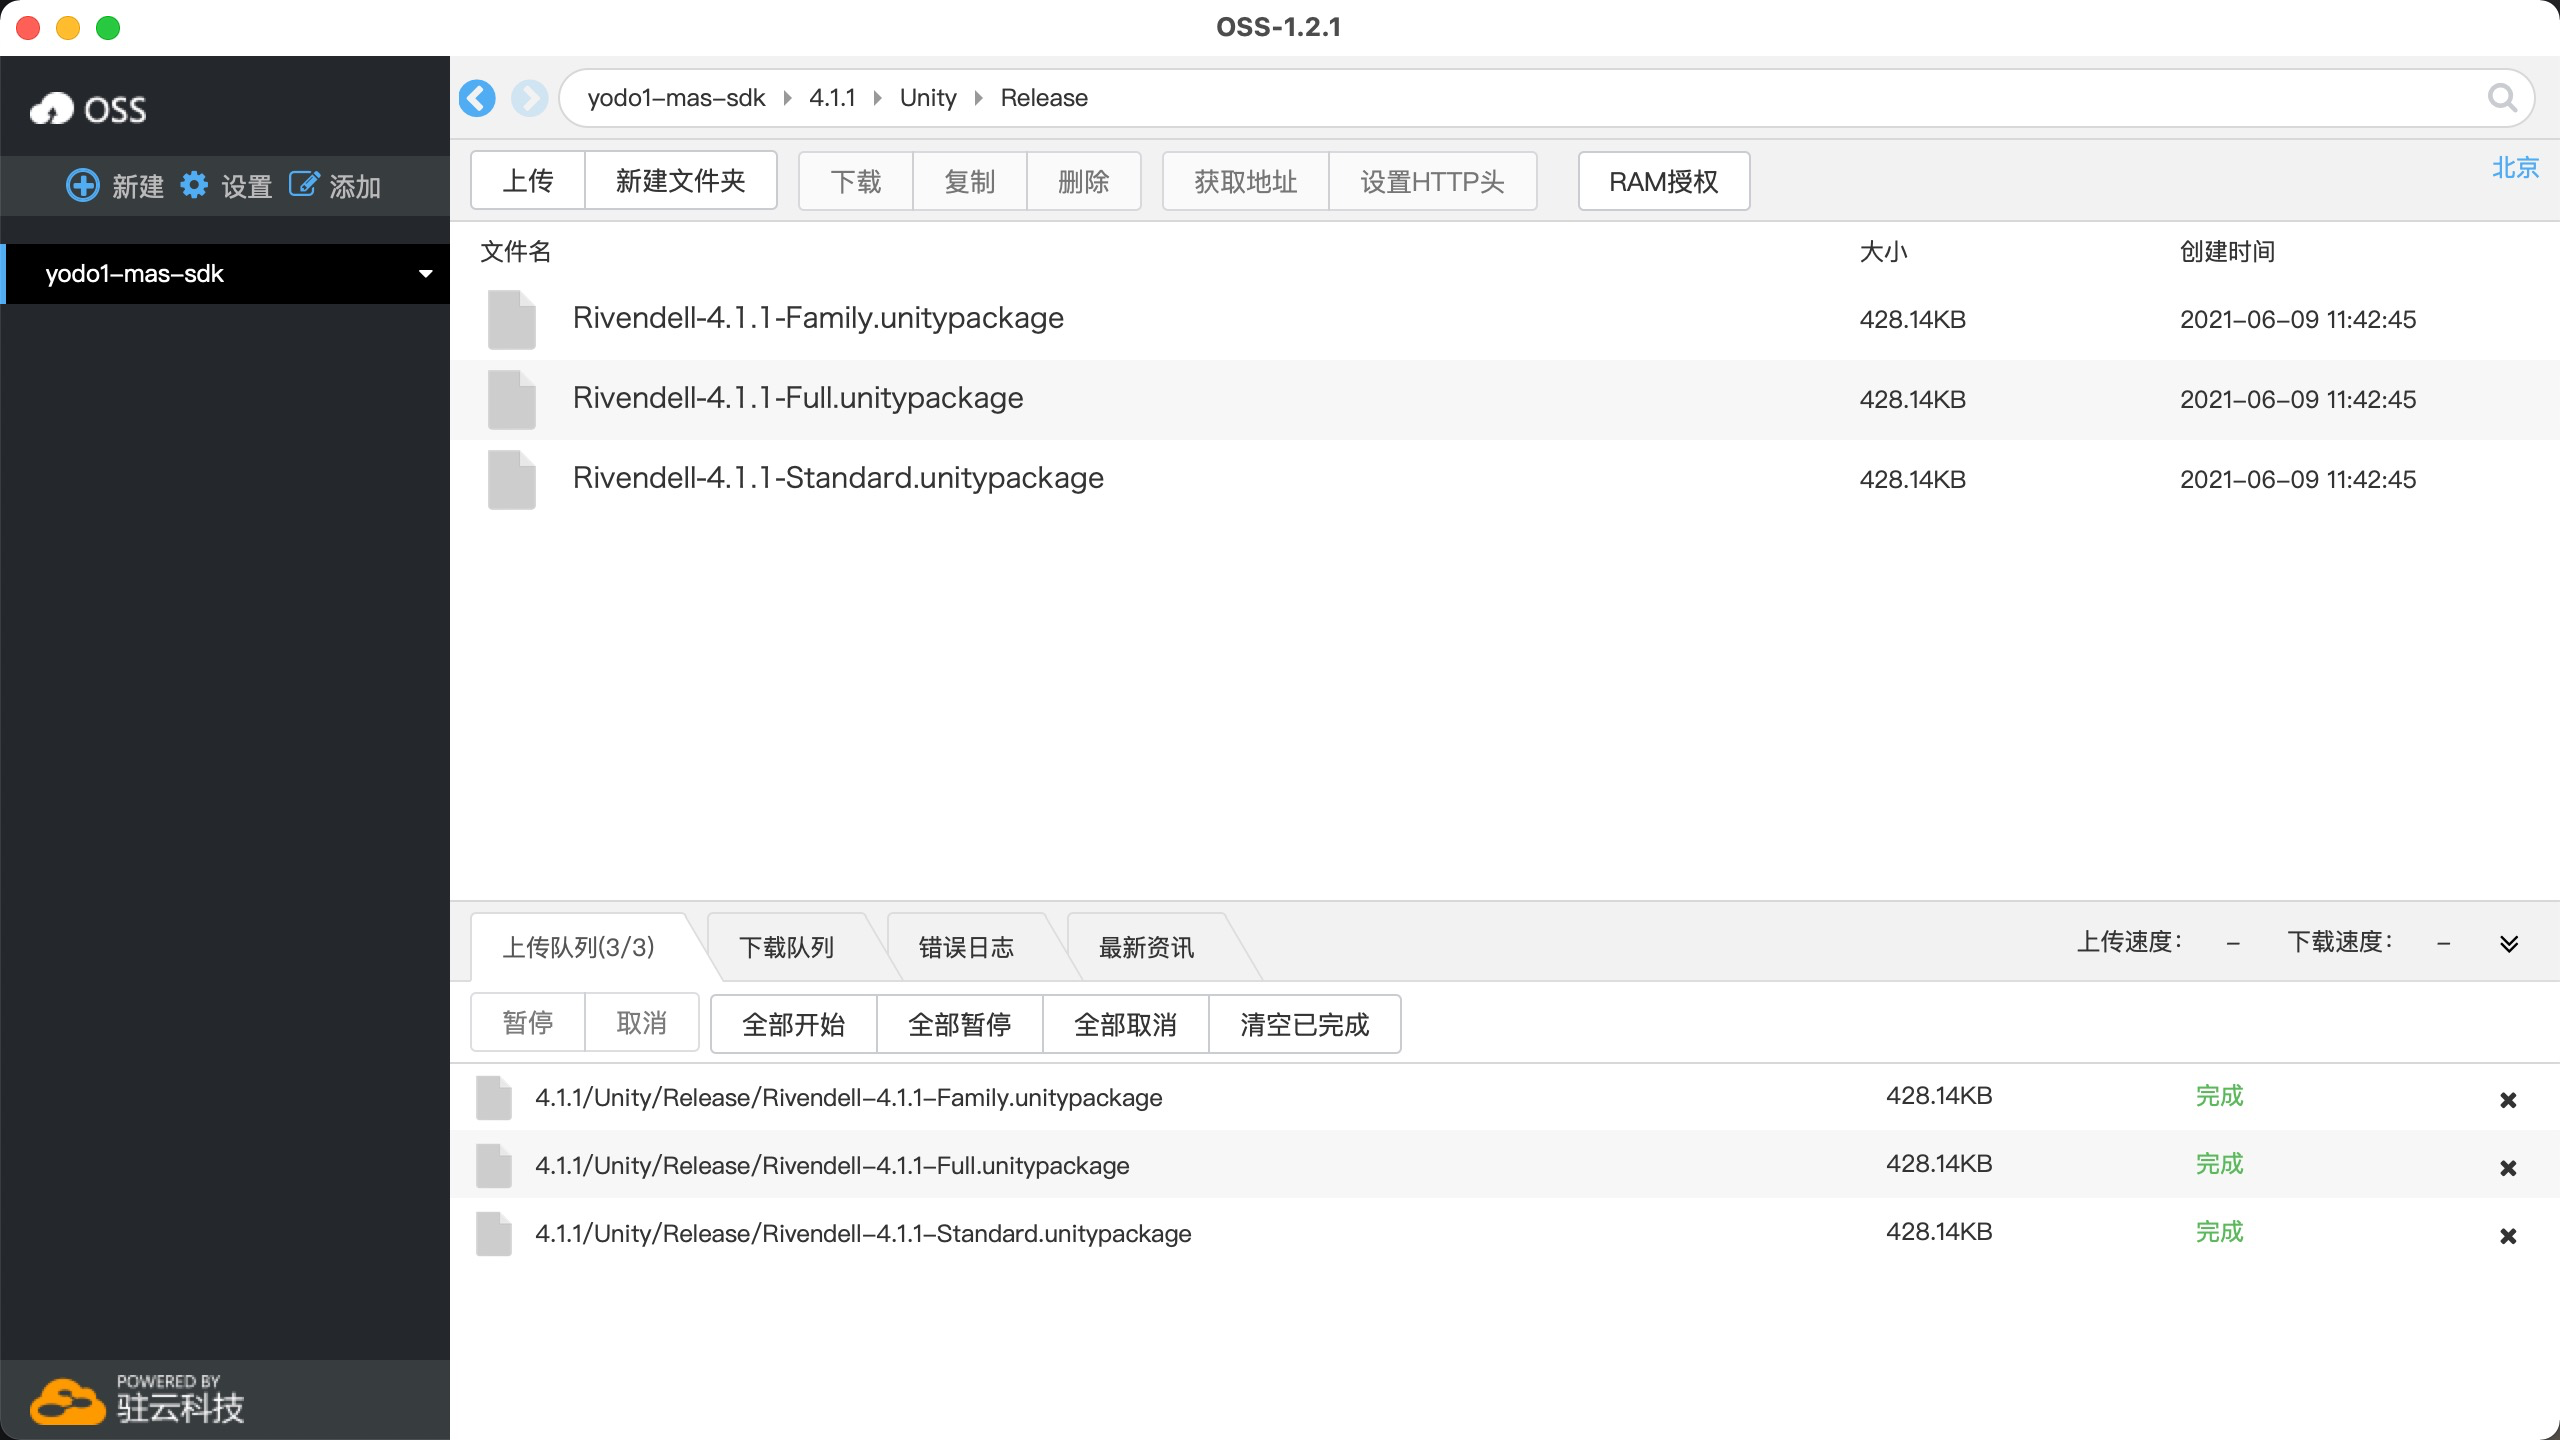 OSS-1.2.1
OSS
新建 设置 添加
yodo1-mas-sdk
yodo1-mas-sdk 4.1.1 Unity Release
上传 新建文件夹 下载 复制 删除 获取地址 设置HTTP头 RAM授权 北京
文件名 大小 创建时间
Rivendell-4.1.1-Family.unitypackage 428.14KB 2021-06-09 11:42:45
Rivendell-4.1.1-Full.unitypackage 428.14KB 2021-06-09 11:42:45
Rivendell-4.1.1-Standard.unitypackage 428.14KB 2021-06-09 11:42:45
上传队列(3/3) 下载队列 错误日志 最新资讯 上传速度: - 下载速度: -
暂停 取消 全部开始 全部暂停 全部取消 清空已完成
4.1.1/Unity/Release/Rivendell-4.1.1-Family.unitypackage 428.14KB 完成
4.1.1/Unity/Release/Rivendell-4.1.1-Full.unitypackage 428.14KB 完成
4.1.1/Unity/Release/Rivendell-4.1.1-Standard.unitypackage 428.14KB 完成
POWERED BY
驻云科技